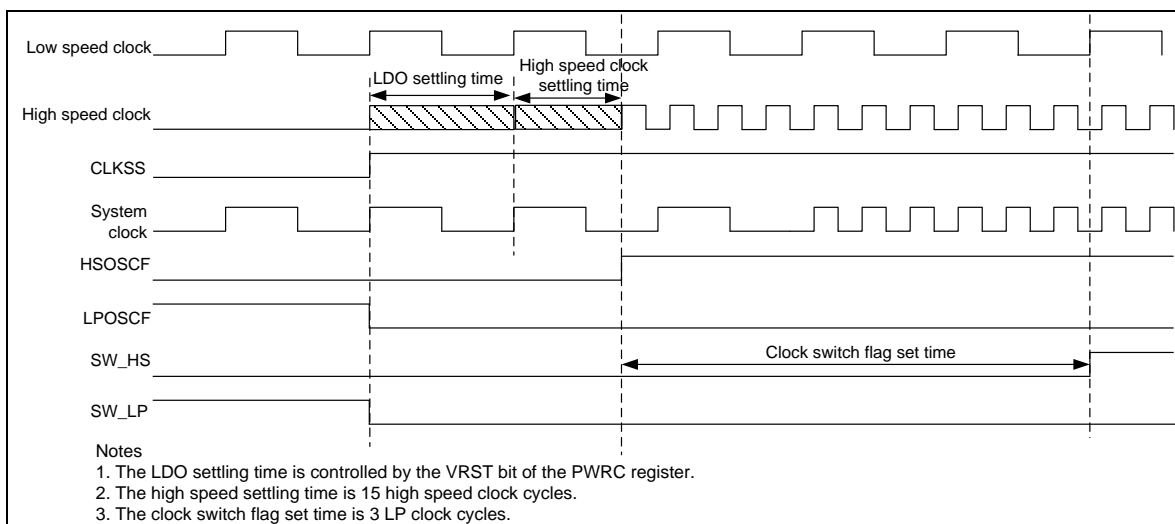 Low speed clock
LDO settling time
High speed clock
settling time
High speed clock
CLKSS
System
clock
HSOSCF
LPOSCF
SW_HS
Clock switch flag set time
SW_LP
Notes
1. The LDO settling time is controlled by the VRST bit of the PWRC register.
2. The high speed settling time is 15 high speed clock cycles.
3. The clock switch flag set time is 3 LP clock cycles.